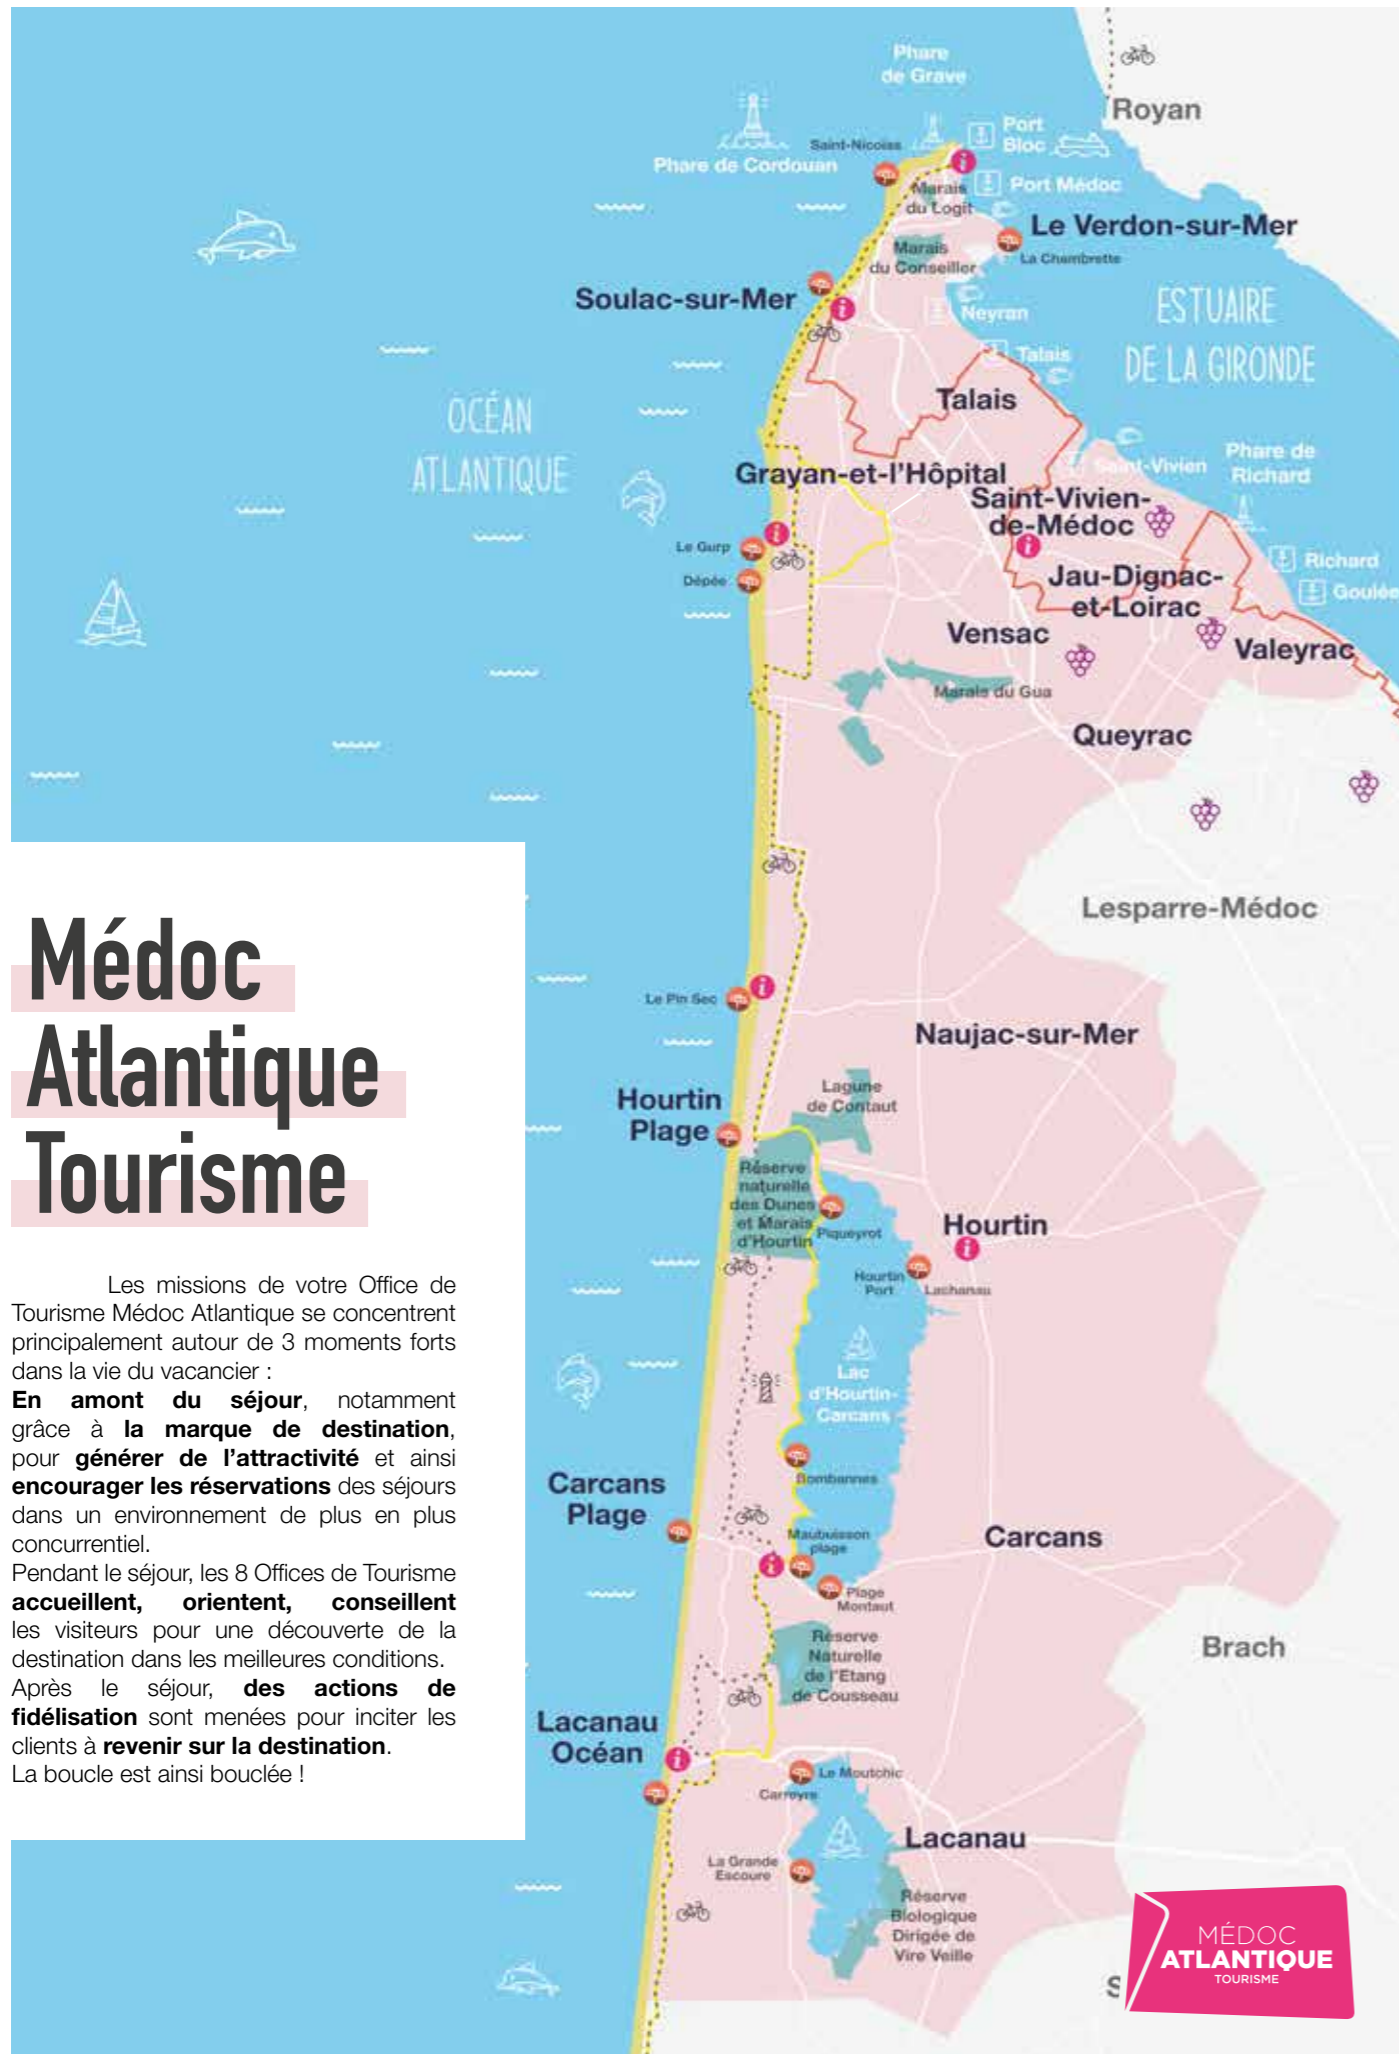 Phare
de Grave
Royan
Port
Bloc
Saint-Nicolas
Phare de Cordouan
Port Médoc
Marais
du Logit
Le Verdon-sur-Mer
La Chambrette
Marais
du Conseiller
Soulac-sur-Mer
ESTUAIRE
DE LA GIRONDE
Neyran
Talais
Talais
OCÉAN
ATLANTIQUE
Grayan-et-l'Hôpital
Saint-Vivien
Phare de
Richard
Saint-Vivien-
de-Médoc
Le Gurp
Dépée
Richard
Goulée
Jau-Dignac-
et-Loirac
Vensac
Valeyrac
Marais du Gua
Queyrac
Lesparre-Médoc
Le Pin Sec
Naujac-sur-Mer
Hourtin
Plage
Lagune
de Contaut
Réserve
naturelle
des Dunes
et Marais
d'Hourtin
Piqueyrot
Hourtin
Hourtin
Port
Lachanau
Lac
d'Hourtin-
Carcans
Bombannes
Carcans
Plage
Maubuisson
plage
Carcans
Plage
Montaut
Réserve
Naturelle
de l'Etang
de Cousseau
Brach
Lacanau
Océan
Le Moutchic
Carreyre
Lacanau
La Grande
Escoure
Réserve
Biologique
Dirigée de
Vire Veille
S
MÉDOC
ATLANTIQUE
TOURISME
Médoc
Atlantique
Tourisme
Les missions de votre Office de
Tourisme Médoc Atlantique se concentrent
principalement autour de 3 moments forts
dans la vie du vacancier :
En amont du séjour, notamment
grâce à la marque de destination,
pour générer de l'attractivité et ainsi
encourager les réservations des séjours
dans un environnement de plus en plus
concurrentiel.
Pendant le séjour, les 8 Offices de Tourisme
accueillent, orientent, conseillent
les visiteurs pour une découverte de la
destination dans les meilleures conditions.
Après le séjour, des actions de
fidélisation sont menées pour inciter les
clients à revenir sur la destination.
La boucle est ainsi bouclée !